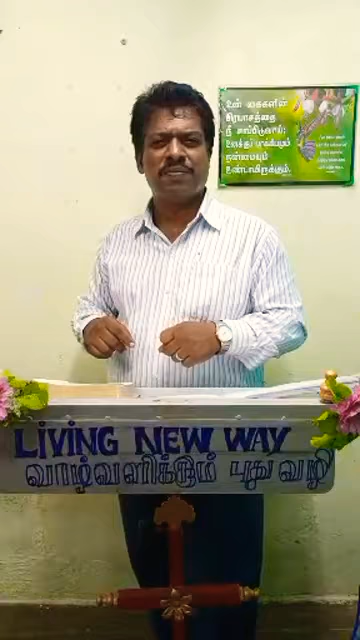 உன் கைகளின்
பிரயாசத்தை
நீ சாப்பிடுவாய்;
உனக்குப் பாக்கியமும்
நன்மையும்
உண்டாயிருக்கும்.
LIVING NEW WAY
வாழ்வளிக்கும் புது வழி